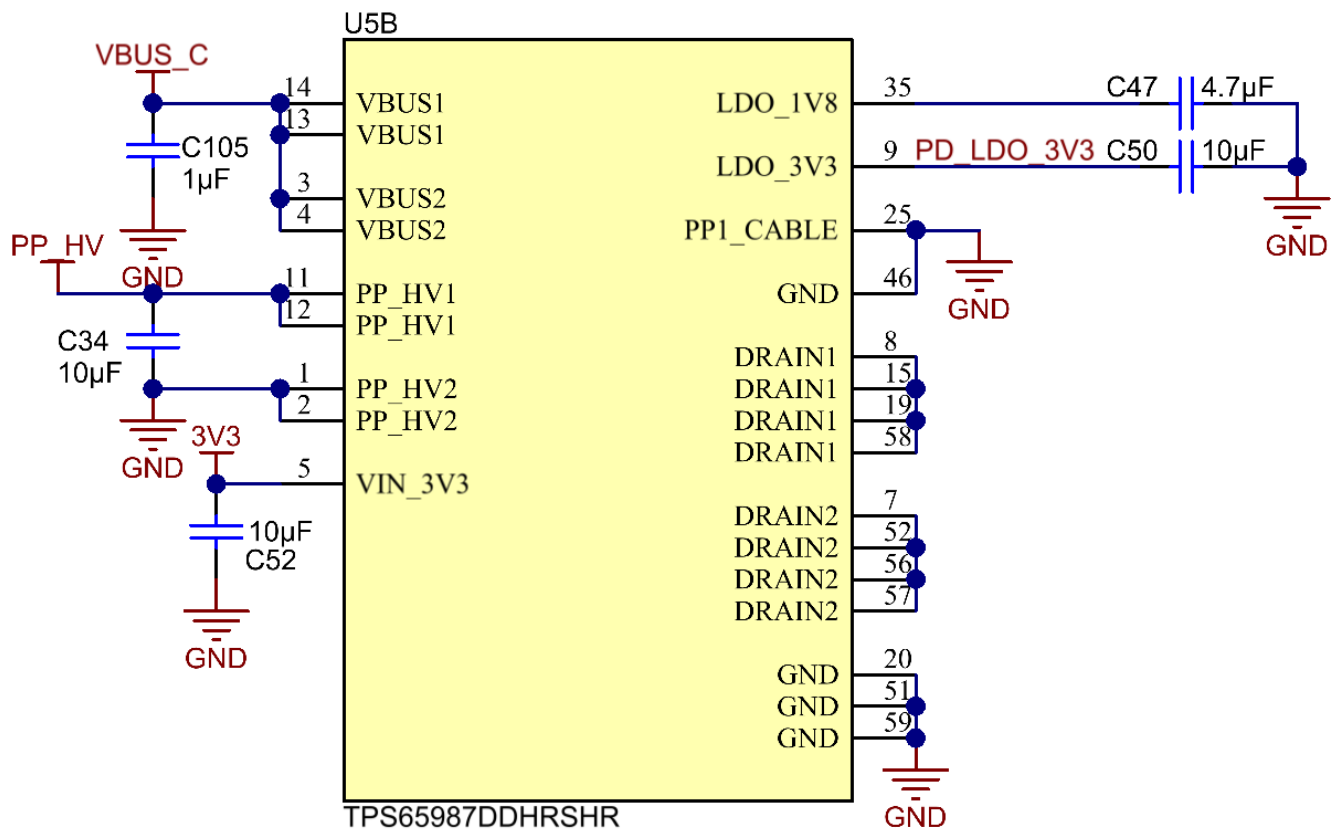 U5B
VBUS_C
14
VBUS1
13
VBUS1
C105
1µF
3
VBUS2
4
VBUS2
GND
PP_HV
11
PP_HV1
12
PP_HV1
C34
10µF
1
PP_HV2
2
PP_HV2
GND
3V3
5
VIN_3V3
10µF
C52
GND
LDO_1V8
35
C47
4.7µF
LDO_3V3
9
PD_LDO_3V3
C50
10µF
GND
PP1_CABLE
25
GND
46
GND
DRAIN1
8
DRAIN1
15
DRAIN1
19
DRAIN1
58
DRAIN2
7
DRAIN2
52
DRAIN2
56
DRAIN2
57
GND
20
GND
51
GND
59
GND
TPS65987DDHRSHR